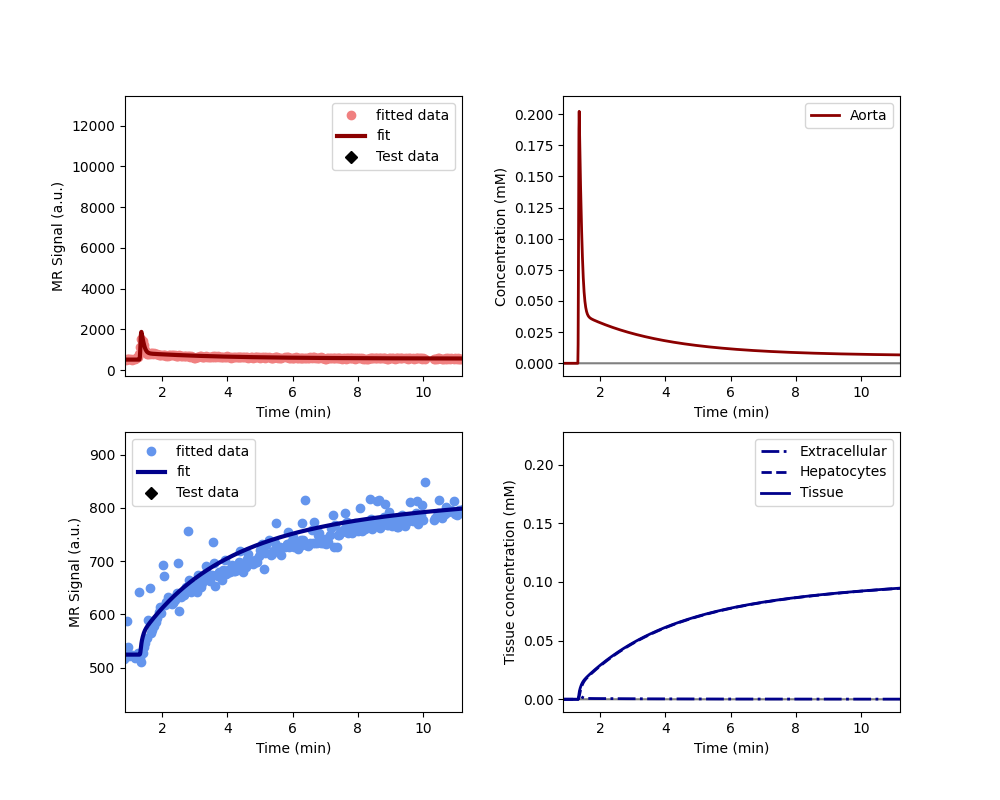 fitted data
fit
Test data
12000
10000
8000
6000
4000
2000
0
MR Signal (a.u.)
2 4 6 8 10
Time (min)
Aorta
0.200
0.175
0.150
0.125
0.100
0.075
0.050
0.025
0.000
Concentration (mM)
2 4 6 8 10
Time (min)
fitted data
fit
Test data
900
800
700
600
500
MR Signal (a.u.)
2 4 6 8 10
Time (min)
Extracellular
Hepatocytes
Tissue
0.20
0.15
0.10
0.05
0.00
Tissue concentration (mM)
2 4 6 8 10
Time (min)